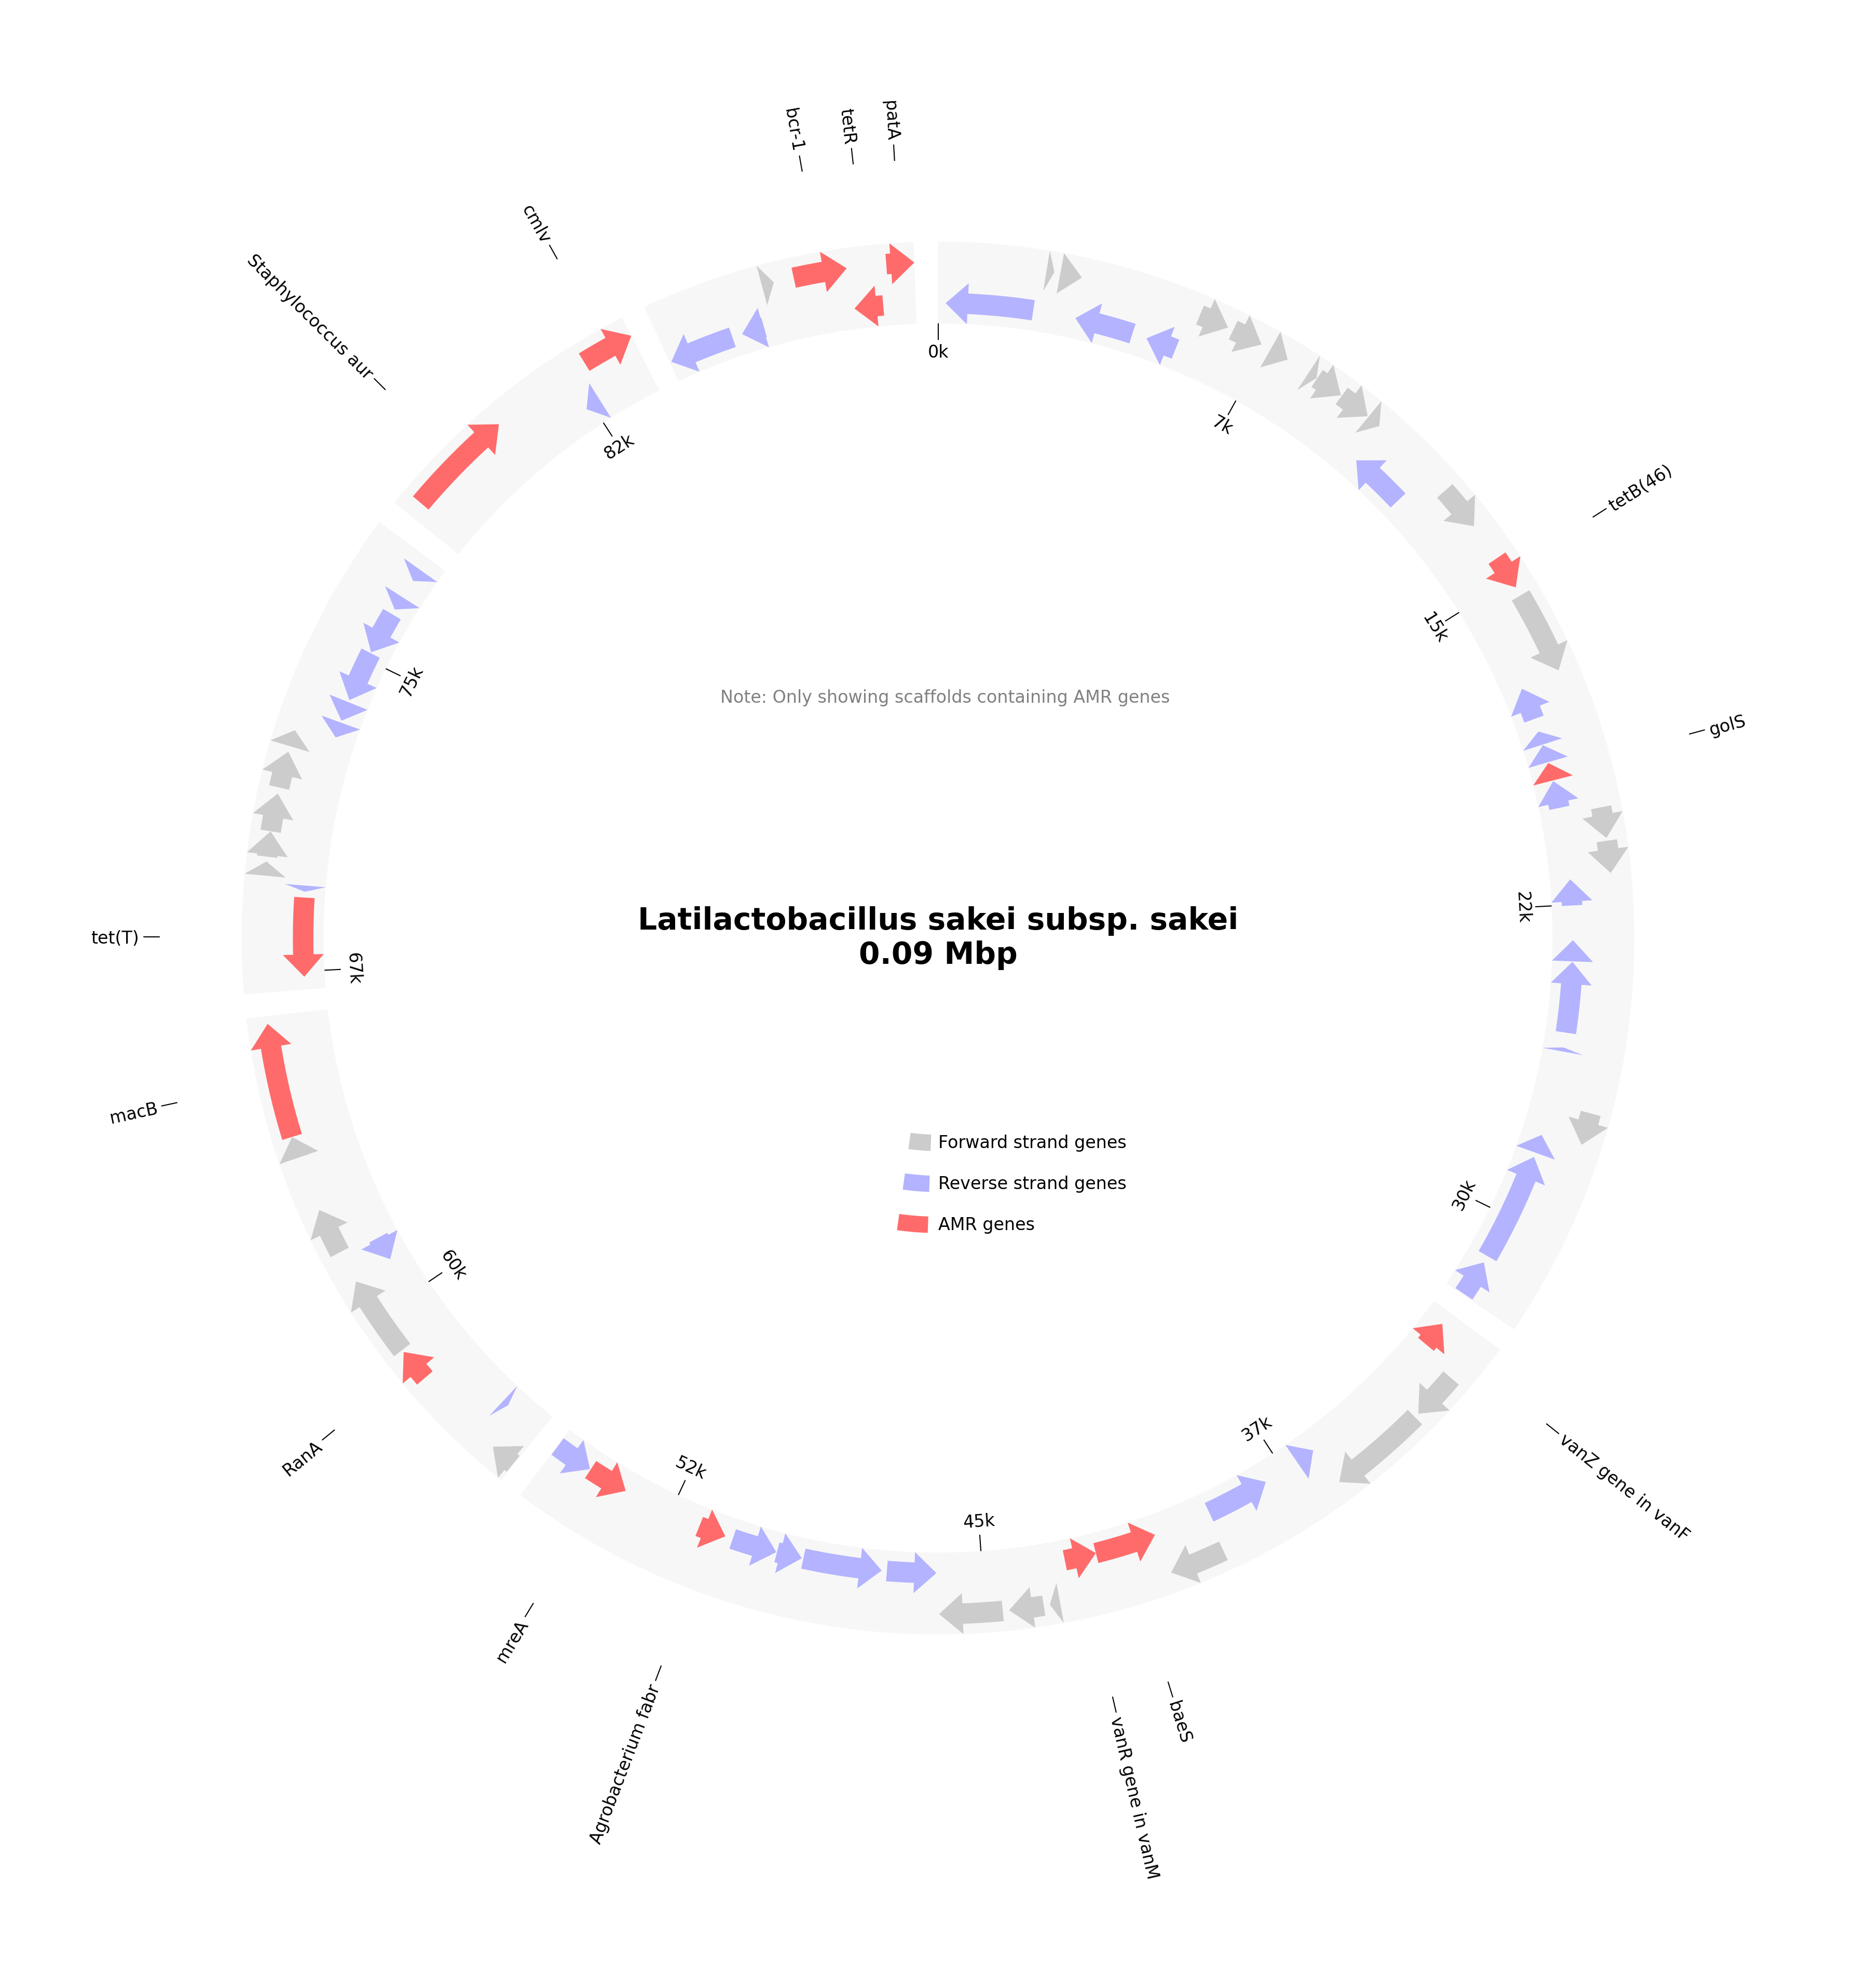 patA
tetR
bcr-1
cmlv
Staphylococcus aur
0k
7k
82k
tetB(46)
15k
75k
Note: Only showing scaffolds containing AMR genes
golS
22k
Latilactobacillus sakei subsp. sakei
0.09 Mbp
tet(T)
67k
macB
Forward strand genes
Reverse strand genes
AMR genes
30k
60k
37k
RanA
vanZ gene in vanF
52k
45k
mreA
Agrobacterium fabr
baeS
vanR gene in vanM